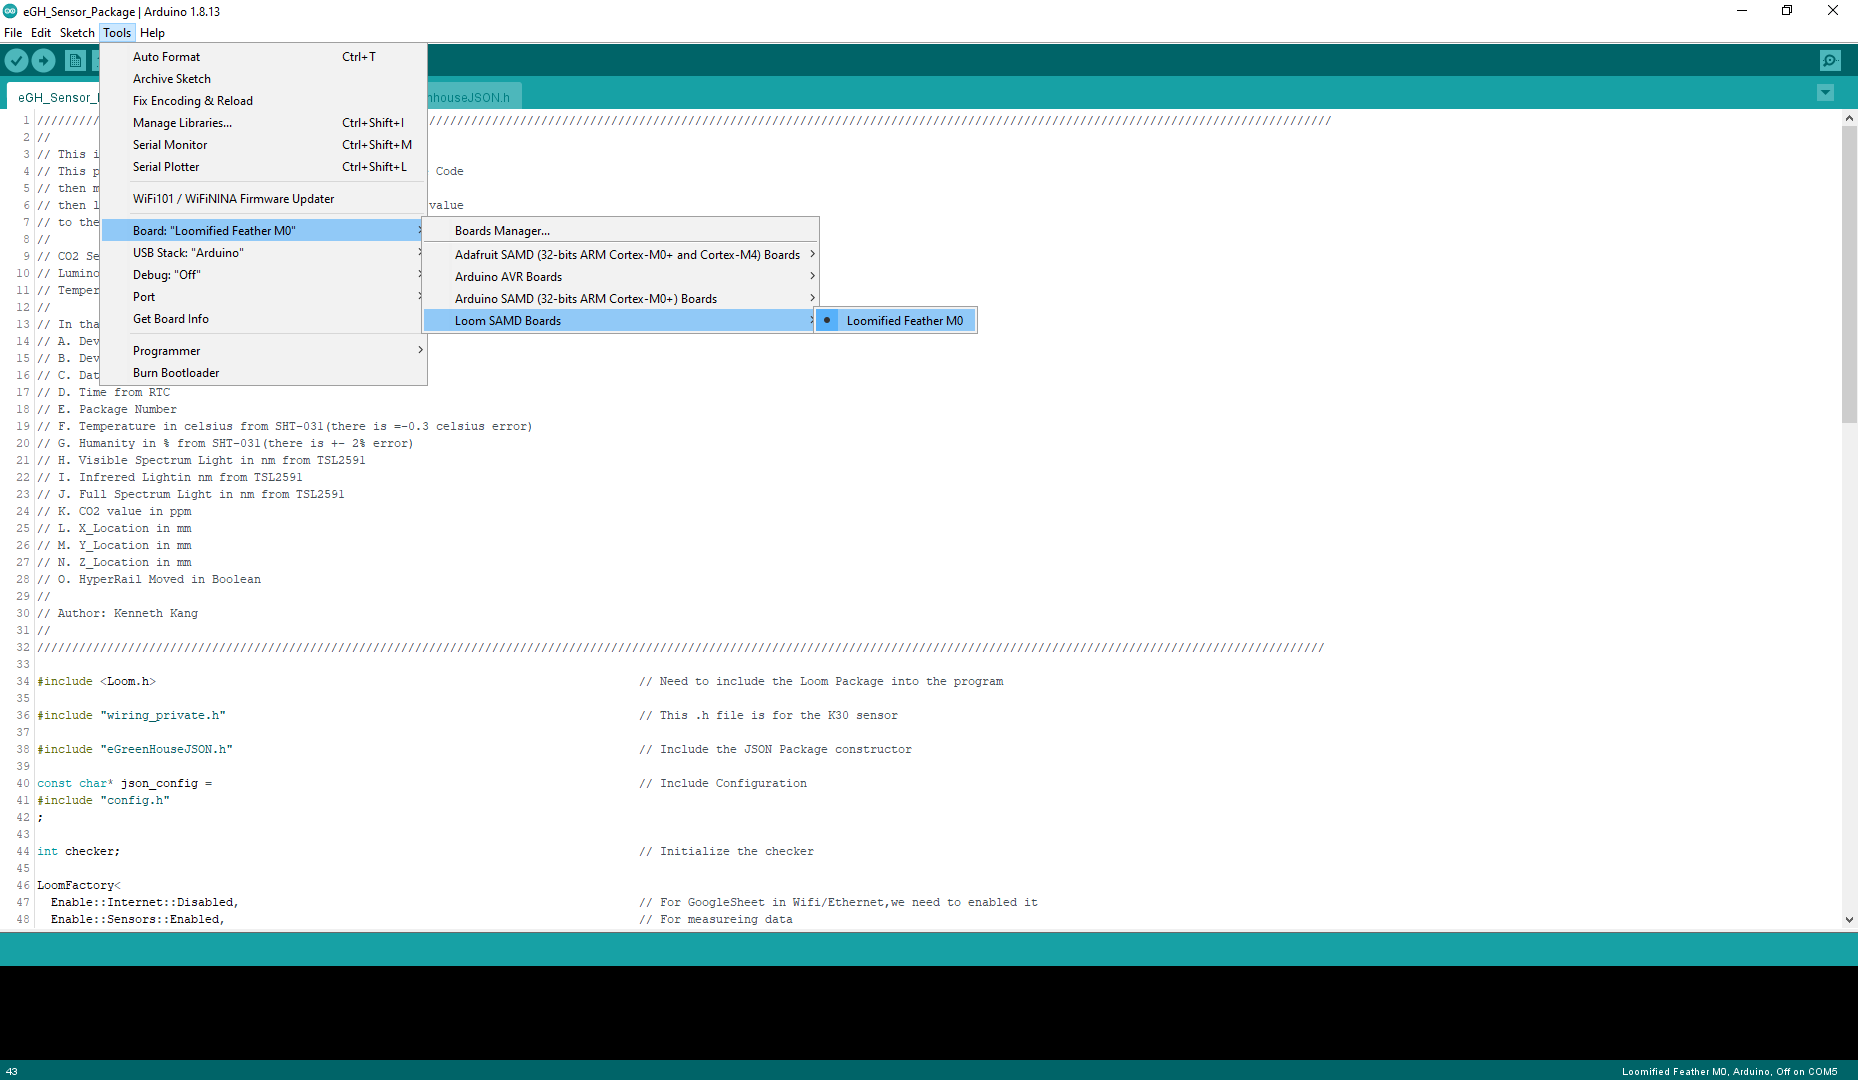 eGH_Sensor_Package | Arduino 1.8.13
File Edit Sketch Tools Help
Auto Format Ctrl+T
Archive Sketch
Fix Encoding & Reload
Manage Libraries... Ctrl+Shift+I
Serial Monitor Ctrl+Shift+M
Serial Plotter Ctrl+Shift+L
WiFi101 / WiFiNINA Firmware Updater
Board: "Loomified Feather M0"
USB Stack: "Arduino"
Debug: "Off"
Port
Get Board Info
Programmer
Burn Bootloader
Boards Manager...
Adafruit SAMD (32-bits ARM Cortex-M0+ and Cortex-M4) Boards
Arduino AVR Boards
Arduino SAMD (32-bits ARM Cortex-M0+) Boards
Loom SAMD Boards
Loomified Feather M0
eGH_Sensor_ nhouseJSON.h
1
2 //
3 // This i
4 // This p Code
5 // then m
6 // then l value
7 // to the
8 //
9 // CO2 Se
10 // Lumino
11 // Temper
12 //
13 // In tha
14 // A. Dev
15 // B. Dev
16 // C. Dat
17 // D. Time from RTC
18 // E. Package Number
19 // F. Temperature in celsius from SHT-031(there is =-0.3 celsius error)
20 // G. Humanity in % from SHT-031(there is +- 2% error)
21 // H. Visible Spectrum Light in nm from TSL2591
22 // I. Infrered Lightin nm from TSL2591
23 // J. Full Spectrum Light in nm from TSL2591
24 // K. CO2 value in ppm
25 // L. X_Location in mm
26 // M. Y_Location in mm
27 // N. Z_Location in mm
28 // O. HyperRail Moved in Boolean
29 //
30 // Author: Kenneth Kang
31 //
32
33
34 #include <Loom.h> // Need to include the Loom Package into the program
35
36 #include "wiring_private.h" // This .h file is for the K30 sensor
37
38 #include "eGreenHouseJSON.h" // Include the JSON Package constructor
39
40 const char* json_config = // Include Configuration
41 #include "config.h"
42 ;
43
44 int checker; // Initialize the checker
45
46 LoomFactory<
47 Enable::Internet::Disabled, // For GoogleSheet in Wifi/Ethernet,we need to enabled it
48 Enable::Sensors::Enabled, // For measureing data
43 Loomified Feather M0, Arduino, Off on COM5